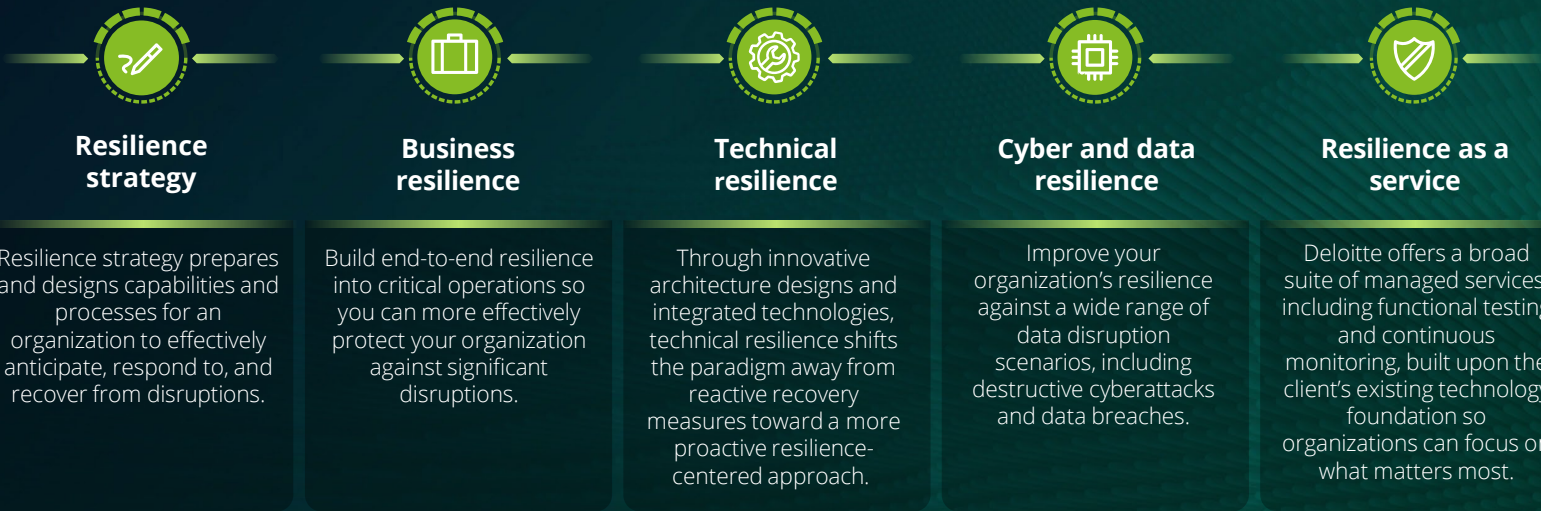 Resilience
strategy
Resilience strategy prepares
and designs capabilities and
processes for an
organization to effectively
anticipate, respond to, and
recover from disruptions.
Business
resilience
Build end-to-end resilience
into critical operations so
you can more effectively
protect your organization
against significant
disruptions.
Technical
resilience
Through innovative
architecture designs and
integrated technologies,
technical resilience shifts
the paradigm away from
reactive recovery
measures toward a more
proactive resilience-
centered approach.
Cyber and data
resilience
Improve your
organization’s resilience
against a wide range of
data disruption
scenarios, including
destructive cyberattacks
and data breaches.
Resilience as a
service
Deloitte offers a broad
suite of managed services
including functional testing
and continuous
monitoring, built upon the
client’s existing technology
foundation so
organizations can focus on
what matters most.